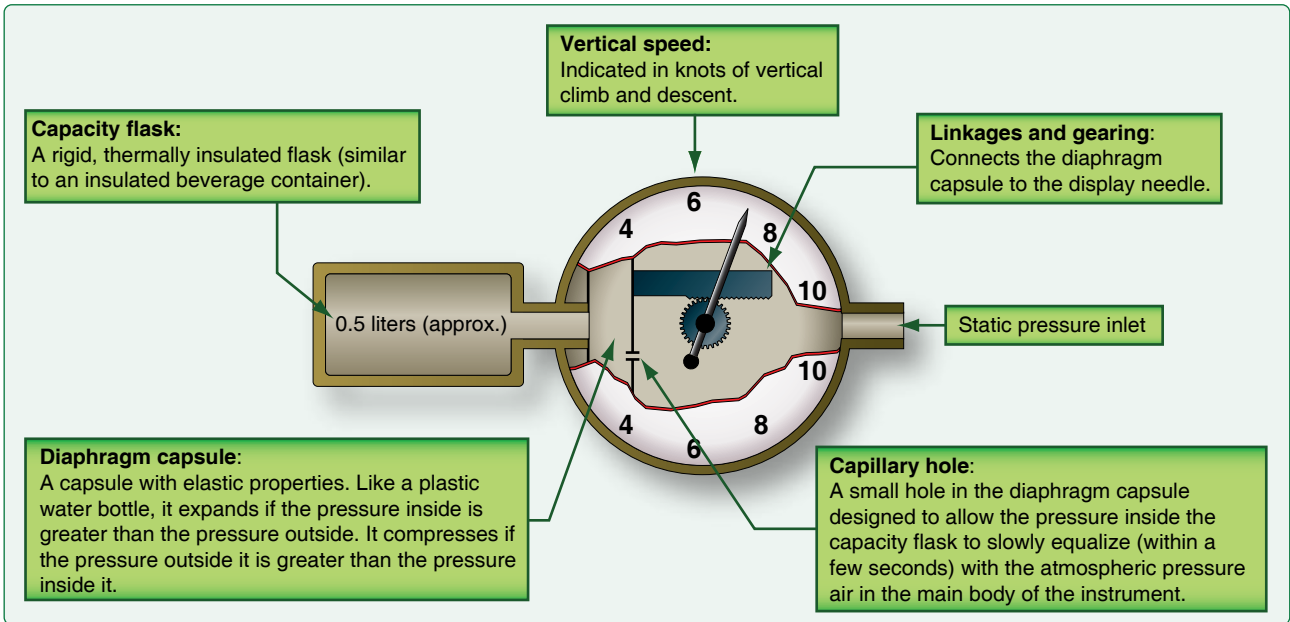 Vertical speed:
Indicated in knots of vertical
climb and descent.
Capacity flask:
A rigid, thermally insulated flask (similar
to an insulated beverage container).
Linkages and gearing:
Connects the diaphragm
capsule to the display needle.
6
4
8
10
0.5 liters (approx.)
Static pressure inlet
10
4
8
6
Diaphragm capsule:
A capsule with elastic properties. Like a plastic
water bottle, it expands if the pressure inside is
greater than the pressure outside. It compresses if
the pressure outside it is greater than the pressure
inside it.
Capillary hole:
A small hole in the diaphragm capsule
designed to allow the pressure inside the
capacity flask to slowly equalize (within a
few seconds) with the atmospheric pressure
air in the main body of the instrument.